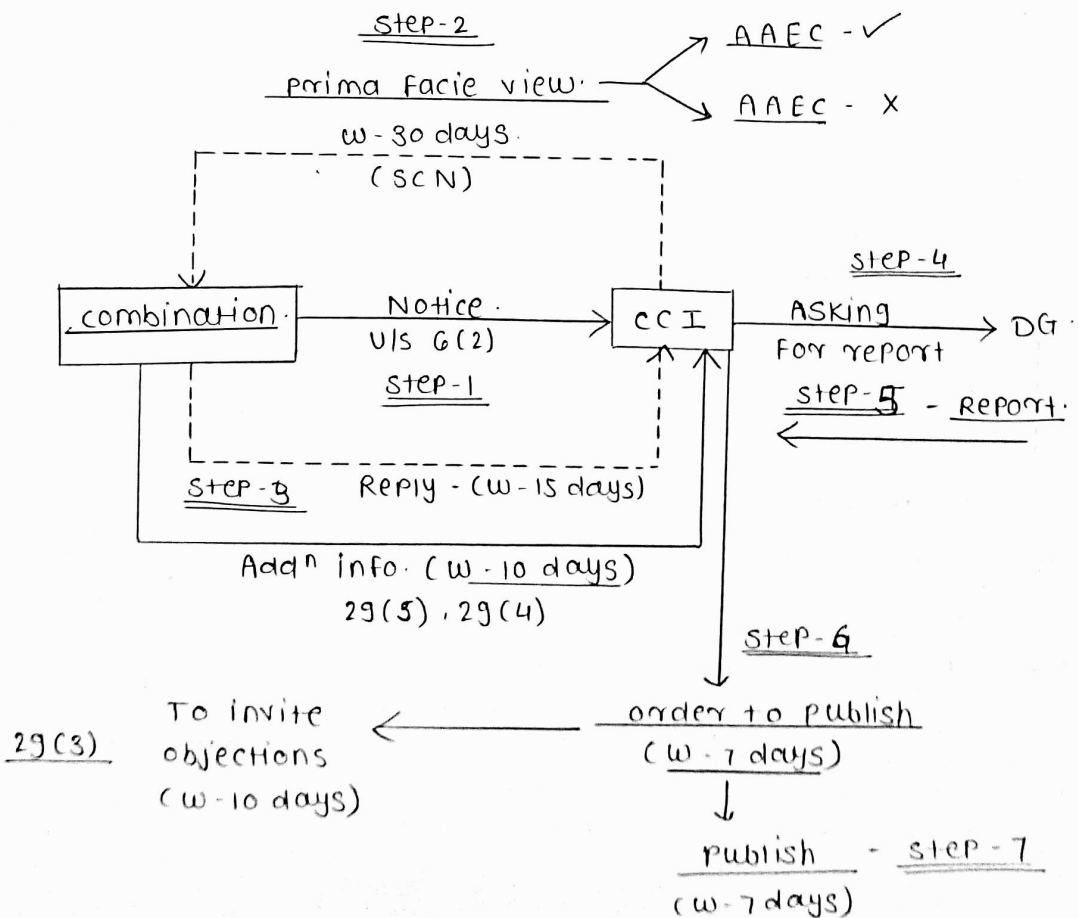 Step-2
prima facie view.
AAEC - ✓
AAEC - X
W-30 days.
(SCN)
combination.
Notice.
U/S 6(2)
Step-1
CCI
Step-4
ASKING
For report
DG.
Step-5 - Report.
Step-3
Reply - (W-15 days)
Addⁿ info. (W-10 days)
29(5), 29(4)
Step-6
order to publish
(W-7 days)
To invite
objections
(W-10 days)
29(3)
publish - Step-7
(W-7 days)